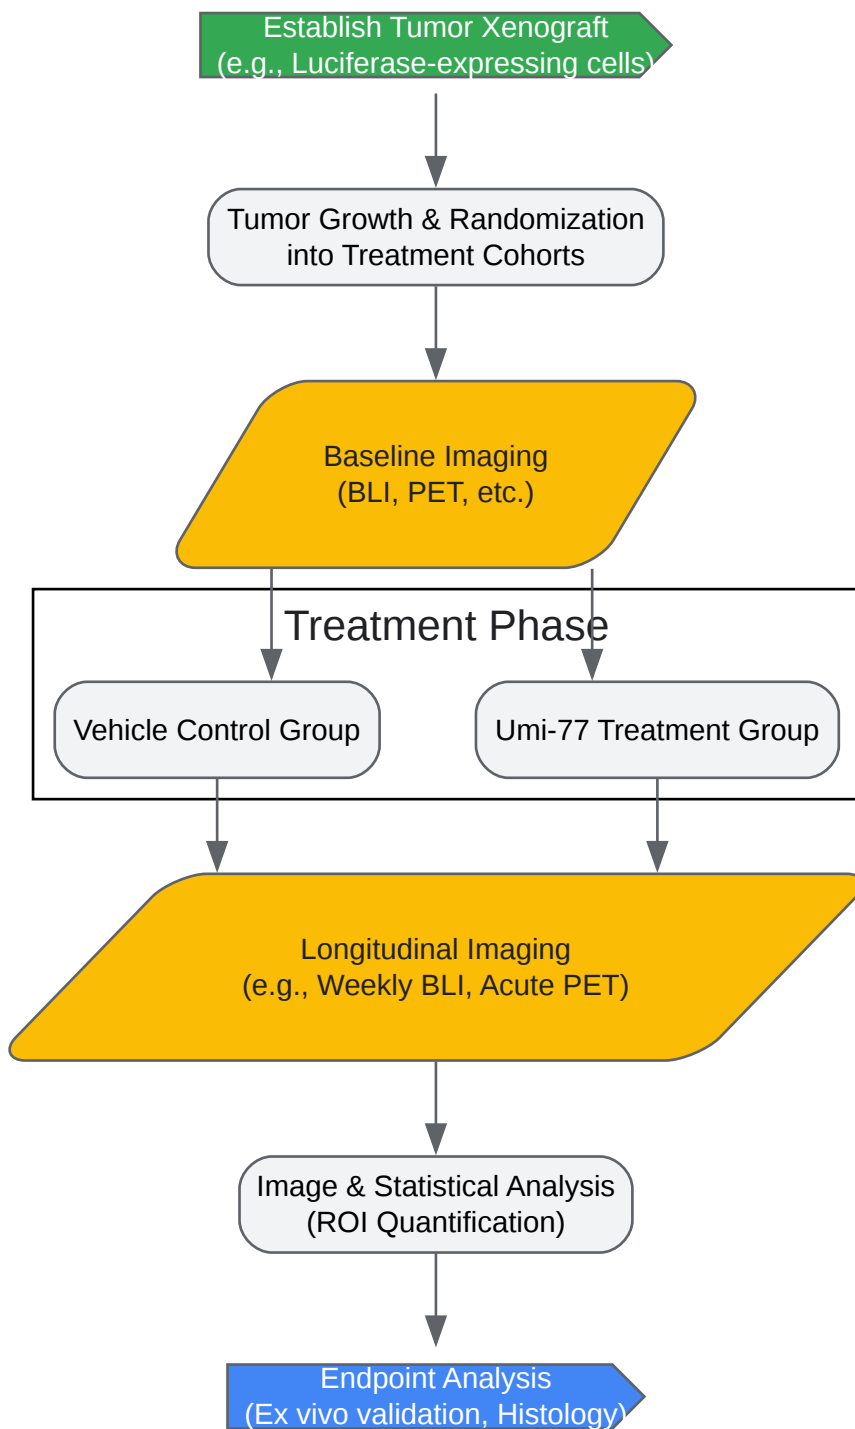 Establish Tumor Xenograft
(e.g., Luciferase-expressing cells)
Tumor Growth & Randomization
into Treatment Cohorts
Baseline Imaging
(BLI, PET, etc.)
Treatment Phase
Vehicle Control Group
Umi-77 Treatment Group
Longitudinal Imaging
(e.g., Weekly BLI, Acute PET)
Image & Statistical Analysis
(ROI Quantification)
Endpoint Analysis
(Ex vivo validation, Histology)